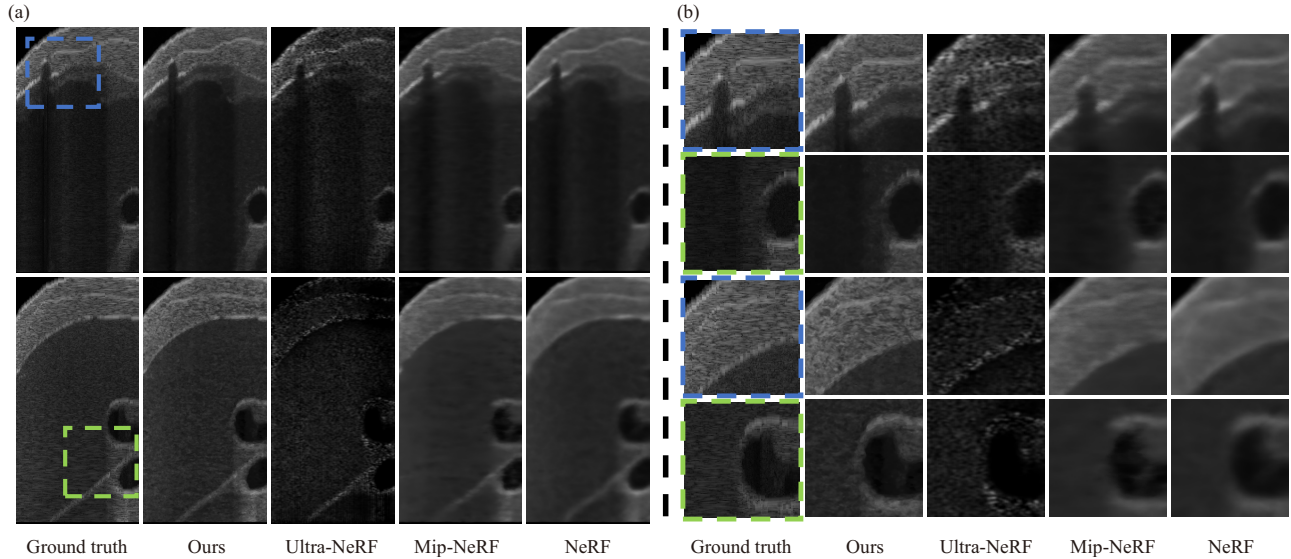 (a)
(b)
Ground truth Ours Ultra-NeRF Mip-NeRF NeRF
Ground truth Ours Ultra-NeRF Mip-NeRF NeRF